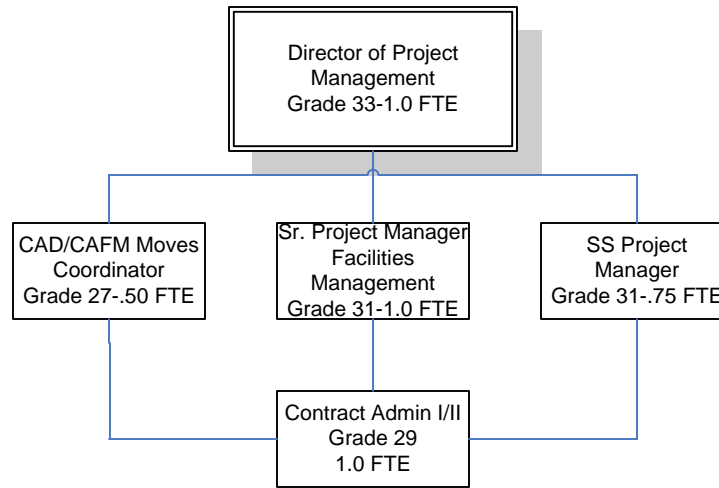 Director of Project
Management
Grade 33-1.0 FTE
CAD/CAFM Moves
Coordinator
Grade 27-.50 FTE
Sr. Project Manager
Facilities
Management
Grade 31-1.0 FTE
SS Project
Manager
Grade 31-.75 FTE
Contract Admin I/II
Grade 29
1.0 FTE